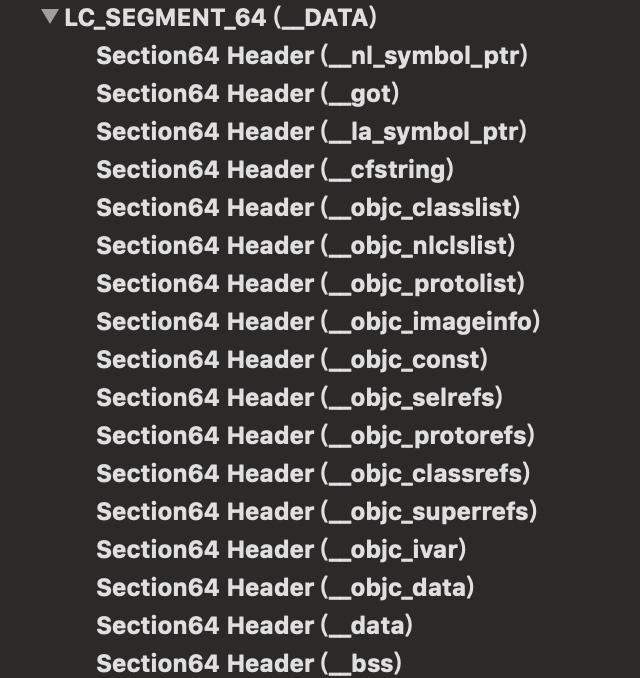 LC_SEGMENT_64 (__DATA)
Section64 Header (__nl_symbol_ptr)
Section64 Header (__got)
Section64 Header (__la_symbol_ptr)
Section64 Header (__cfstring)
Section64 Header (__objc_classlist)
Section64 Header (__objc_nlclslist)
Section64 Header (__objc_protolist)
Section64 Header (__objc_imageinfo)
Section64 Header (__objc_const)
Section64 Header (__objc_selrefs)
Section64 Header (__objc_protorefs)
Section64 Header (__objc_classrefs)
Section64 Header (__objc_superrefs)
Section64 Header (__objc_ivar)
Section64 Header (__objc_data)
Section64 Header (__data)
Section64 Header (__bss)